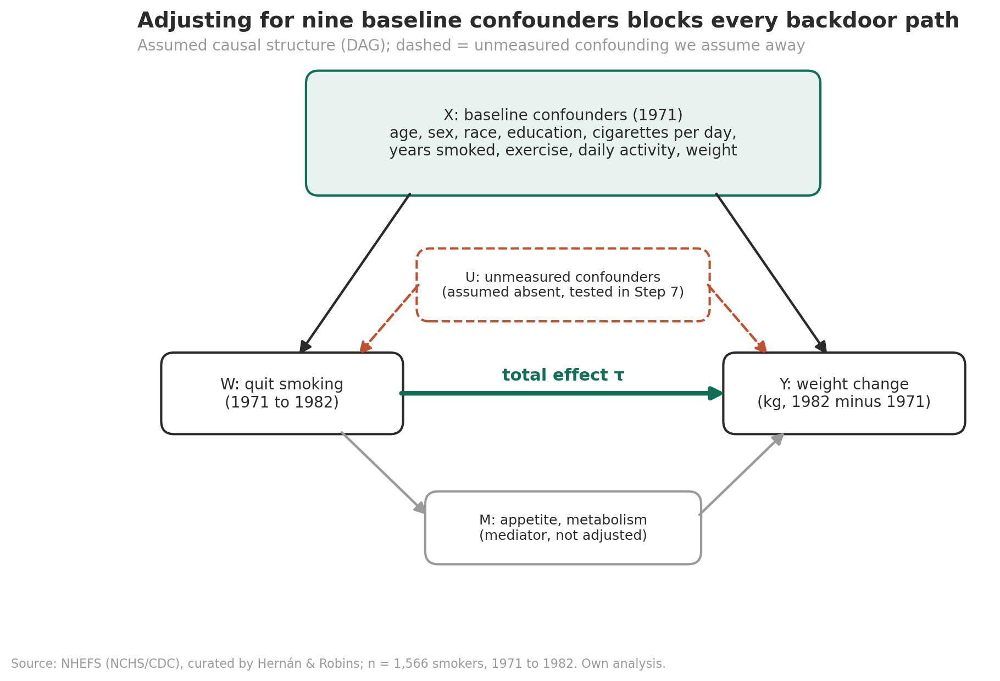 Adjusting for nine baseline confounders blocks every backdoor path
Assumed causal structure (DAG); dashed = unmeasured confounding we assume away
X: baseline confounders (1971)
age, sex, race, education, cigarettes per day,
years smoked, exercise, daily activity, weight
U: unmeasured confounders
(assumed absent, tested in Step 7)
total effect τ
W: quit smoking
(1971 to 1982)
Y: weight change
(kg, 1982 minus 1971)
M: appetite, metabolism
(mediator, not adjusted)
Source: NHEFS (NCHS/CDC), curated by Hernán & Robins; n = 1,566 smokers, 1971 to 1982. Own analysis.